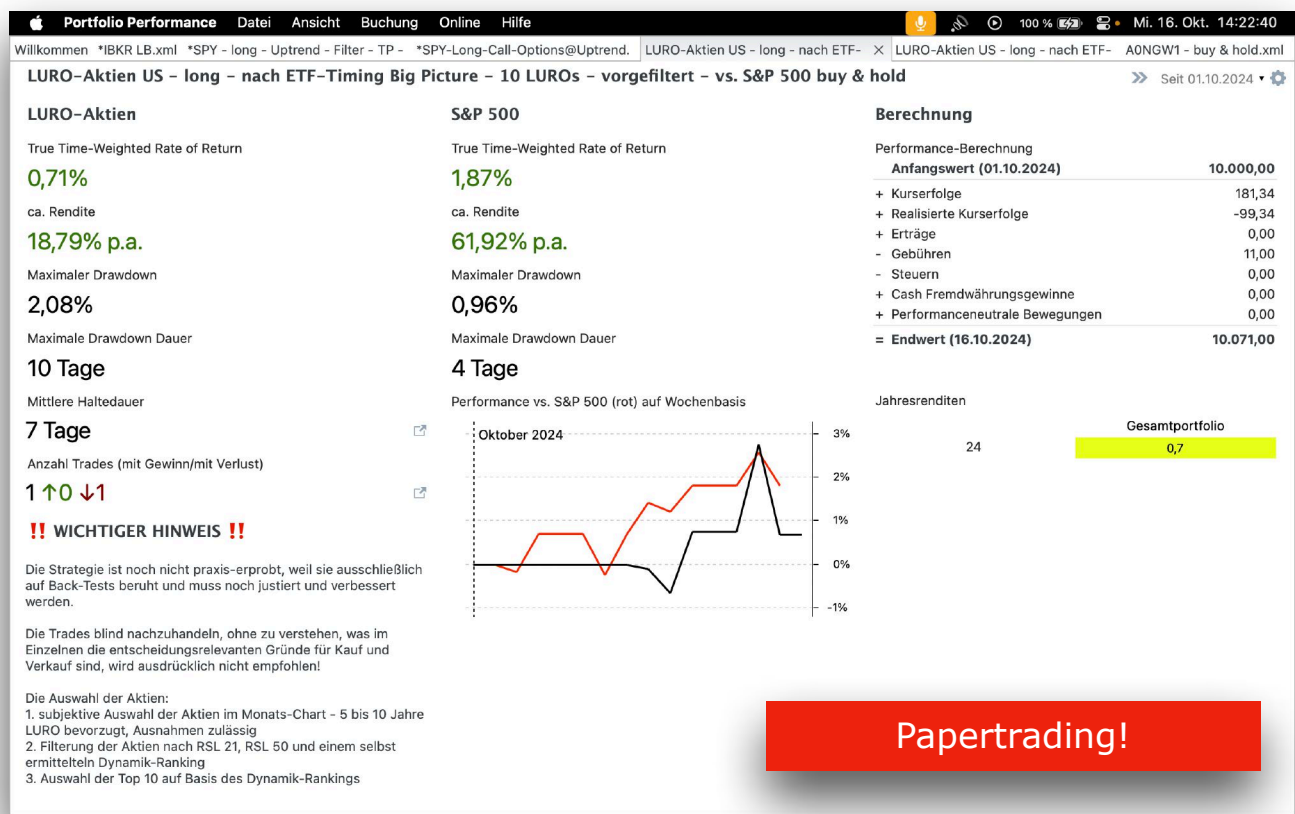 Portfolio Performance Datei Ansicht Buchung Online Hilfe 100 % Mi. 16. Okt. 14:22:40
Willkommen *IBKR LB.xml *SPY - long - Uptrend - Filter - TP - *SPY-Long-Call-Options@Uptrend. LURO-Aktien US - long - nach ETF- × LURO-Aktien US - long - nach ETF- A0NGW1 - buy & hold.xml
LURO-Aktien US - long - nach ETF-Timing Big Picture - 10 LUROs - vorgefiltert - vs. S&P 500 buy & hold
Seit 01.10.2024
LURO-Aktien
True Time-Weighted Rate of Return
0,71%
ca. Rendite
18,79% p.a.
Maximaler Drawdown
2,08%
Maximale Drawdown Dauer
10 Tage
Mittlere Haltedauer
7 Tage
Anzahl Trades (mit Gewinn/mit Verlust)
1 ↑0 ↓1
‼ WICHTIGER HINWEIS ‼
Die Strategie ist noch nicht praxis-erprobt, weil sie ausschließlich
auf Back-Tests beruht und muss noch justiert und verbessert
werden.
Die Trades blind nachzuhandeln, ohne zu verstehen, was im
Einzelnen die entscheidungsrelevanten Gründe für Kauf und
Verkauf sind, wird ausdrücklich nicht empfohlen!
Die Auswahl der Aktien:
1. subjektive Auswahl der Aktien im Monats-Chart - 5 bis 10 Jahre
LURO bevorzugt, Ausnahmen zulässig
2. Filterung der Aktien nach RSL 21, RSL 50 und einem selbst
ermittelteln Dynamik-Ranking
3. Auswahl der Top 10 auf Basis des Dynamik-Rankings
S&P 500
True Time-Weighted Rate of Return
1,87%
ca. Rendite
61,92% p.a.
Maximaler Drawdown
0,96%
Maximale Drawdown Dauer
4 Tage
Performance vs. S&P 500 (rot) auf Wochenbasis
Oktober 2024
3%
2%
1%
0%
-1%
Berechnung
Performance-Berechnung
Anfangswert (01.10.2024) 10.000,00
+ Kurserfolge 181,34
+ Realisierte Kurserfolge -99,34
+ Erträge 0,00
- Gebühren 11,00
- Steuern 0,00
+ Cash Fremdwährungsgewinne 0,00
+ Performanceneutrale Bewegungen 0,00
= Endwert (16.10.2024) 10.071,00
Jahresrenditen
Gesamtportfolio
24 0,7
Papertrading!